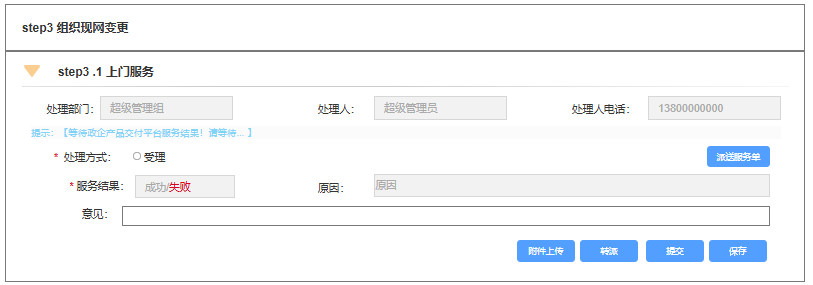 step3 组织现网变更
step3 .1 上门服务
处理部门： 超级管理组 处理人： 超级管理员 处理人电话： 13800000000
提示：【等待政企产品交付平台服务结果！请等待... 】
* 处理方式： 受理 派送服务单
* 服务结果： 成功/失败 原因： 原因
意见：
附件上传 转派 提交 保存